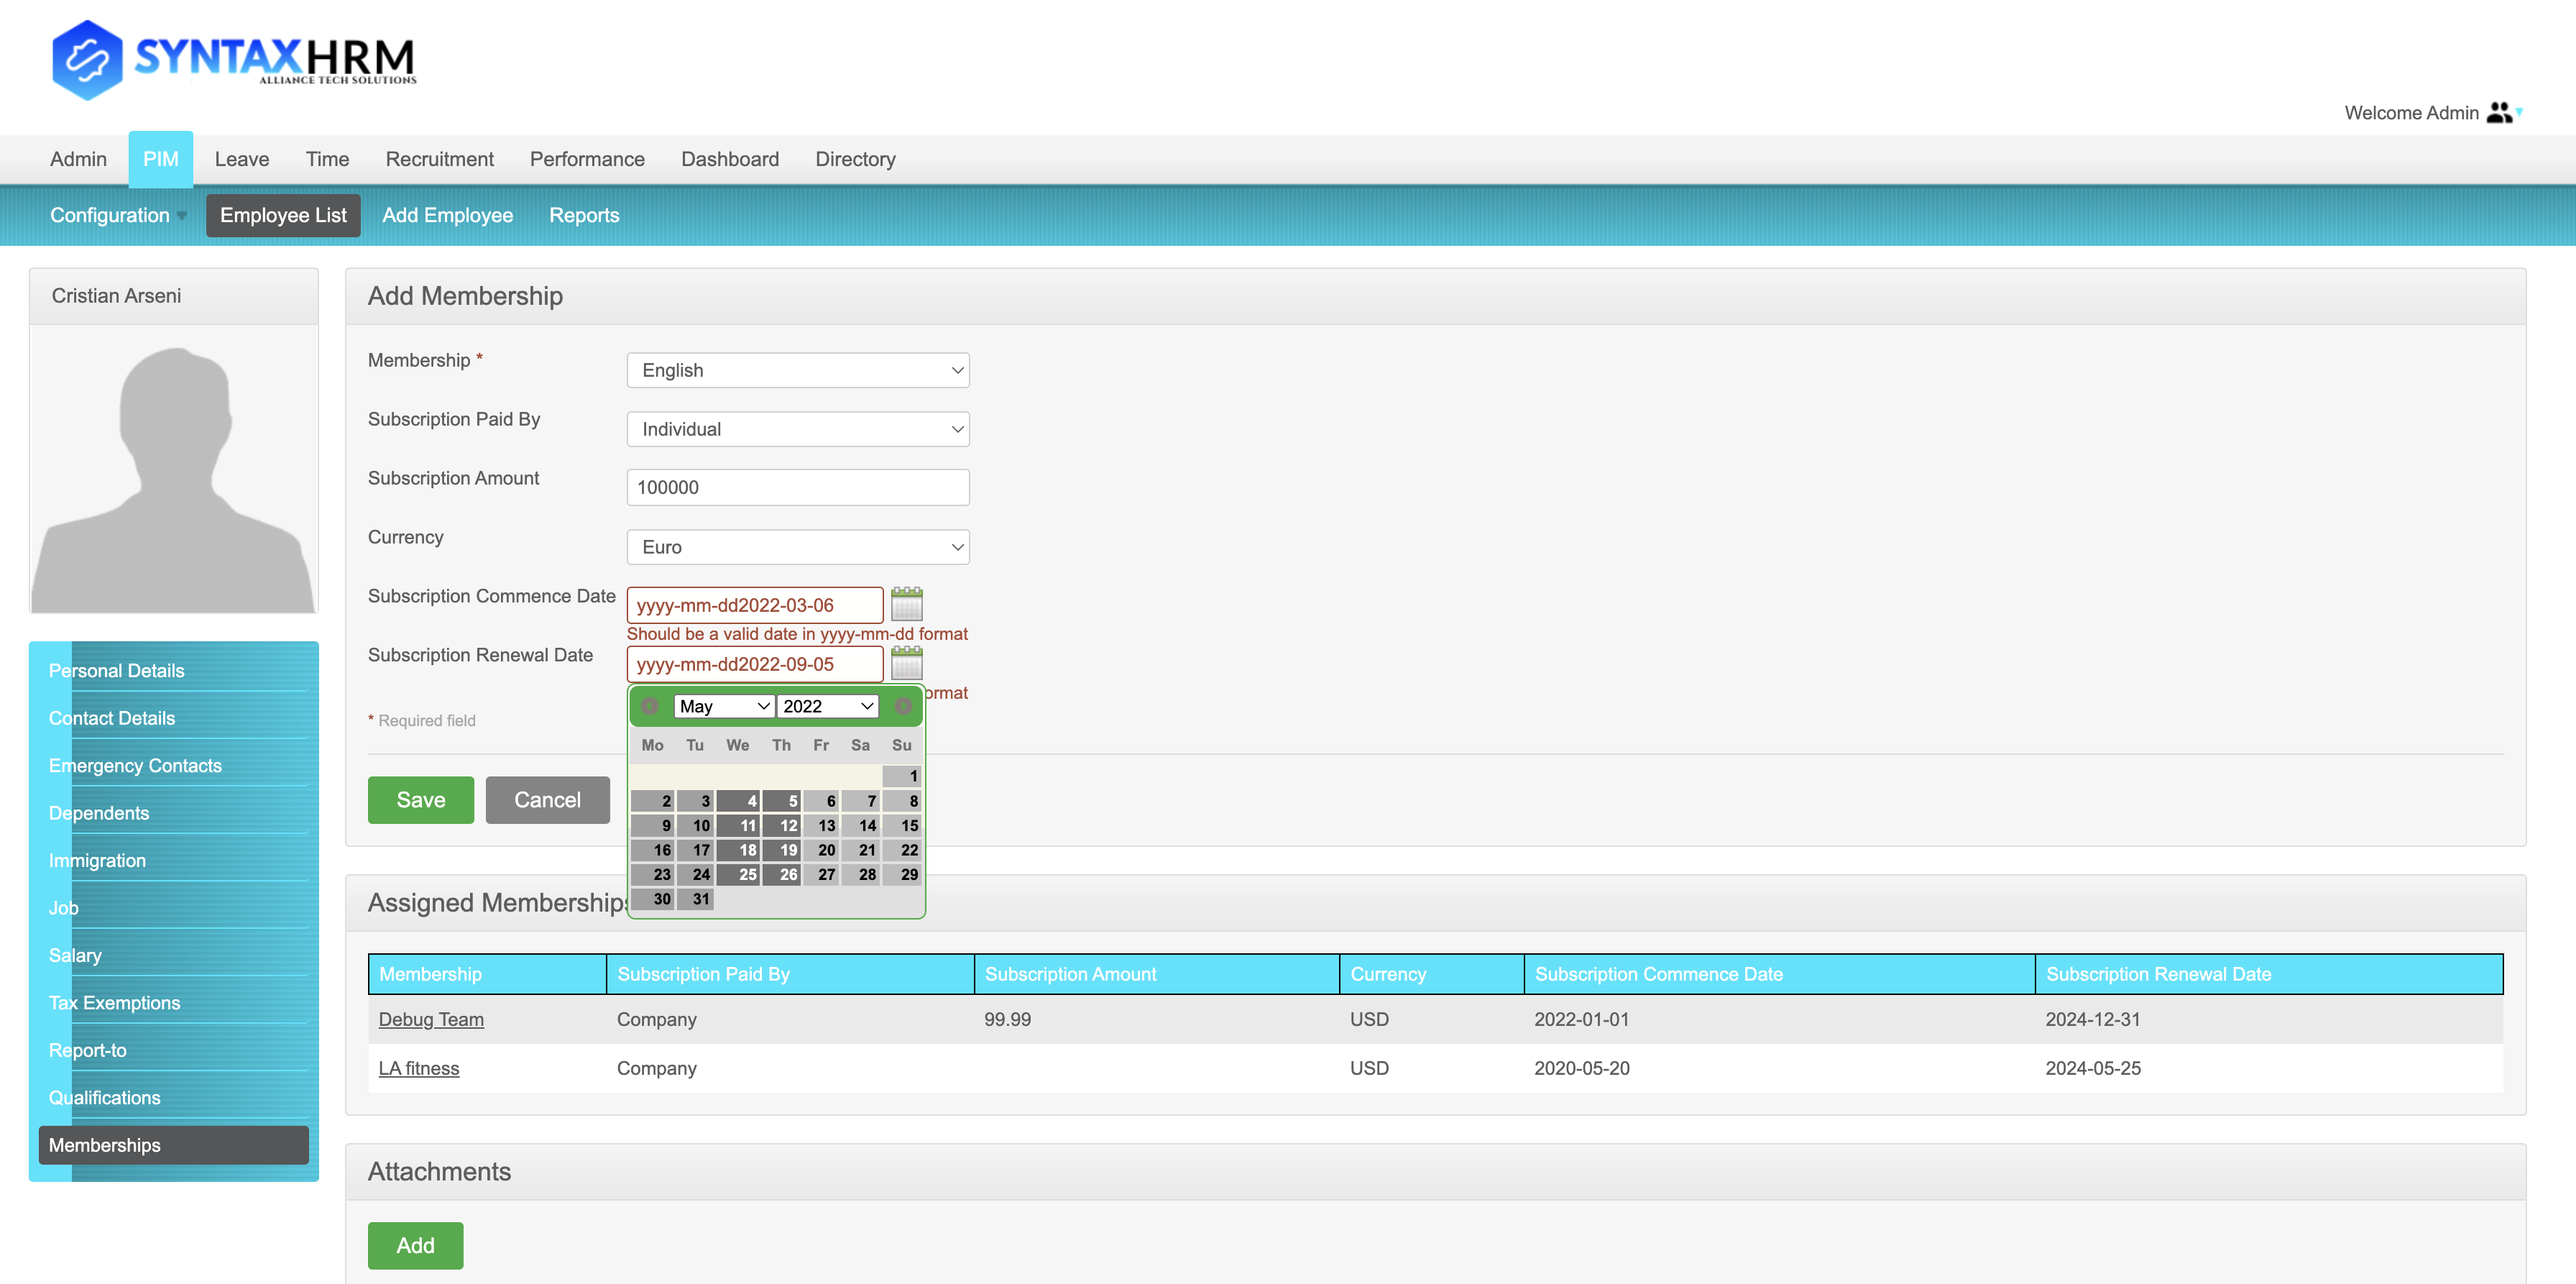 SYNTAXHRM
ALLIANCE TECH SOLUTIONS
Welcome Admin
Admin PIM Leave Time Recruitment Performance Dashboard Directory
Configuration Employee List Add Employee Reports
Cristian Arseni
Personal Details
Contact Details
Emergency Contacts
Dependents
Immigration
Job
Salary
Tax Exemptions
Report-to
Qualifications
Memberships
Add Membership
Membership * English
Subscription Paid By Individual
Subscription Amount 100000
Currency Euro
Subscription Commence Date yyyy-mm-dd2022-03-06
Should be a valid date in yyyy-mm-dd format
Subscription Renewal Date yyyy-mm-dd2022-09-05
ormat
May 2022
* Required field
Mo Tu We Th Fr Sa Su
1
2 3 4 5 6 7 8
9 10 11 12 13 14 15
16 17 18 19 20 21 22
23 24 25 26 27 28 29
30 31
Save Cancel
Assigned Memberships
Membership Subscription Paid By Subscription Amount Currency Subscription Commence Date Subscription Renewal Date
Debug Team Company 99.99 USD 2022-01-01 2024-12-31
LA fitness Company USD 2020-05-20 2024-05-25
Attachments
Add